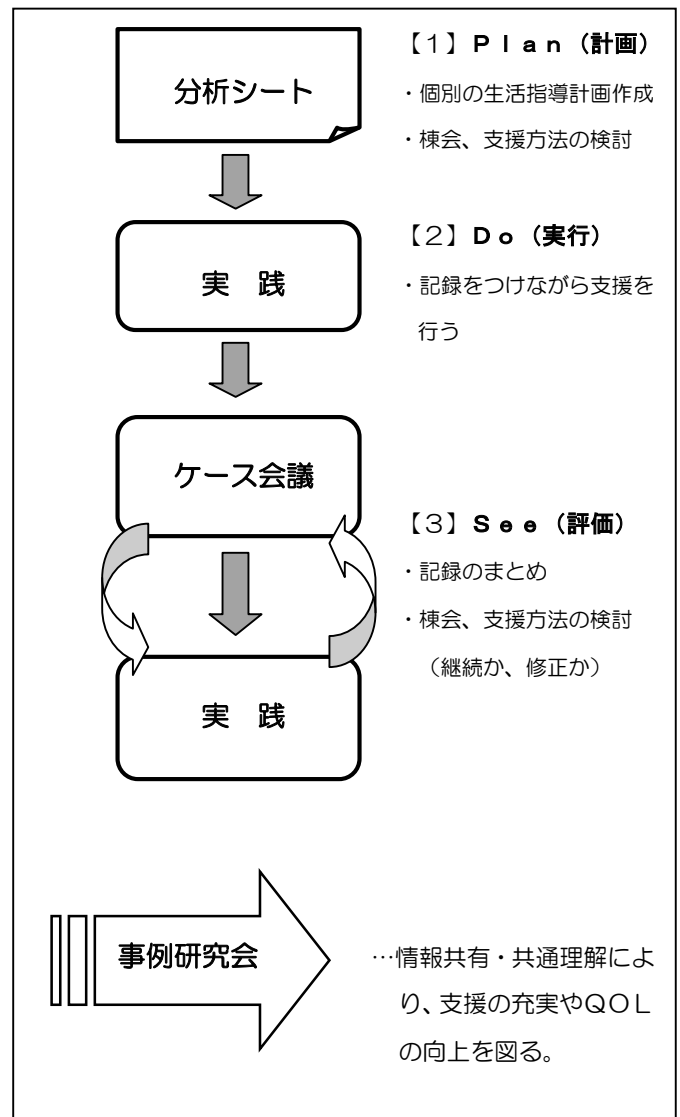 分析シート
【1】Ｐｌａｎ（計画）
・個別の生活指導計画作成
・棟会、支援方法の検討
実　践
【2】Ｄｏ（実行）
・記録をつけながら支援を
行う
ケース会議
【3】Ｓｅｅ（評価）
・記録のまとめ
・棟会、支援方法の検討
（継続か、修正か）
実　践
事例研究会
…情報共有・共通理解によ
り、支援の充実やＱＯＬ
の向上を図る。